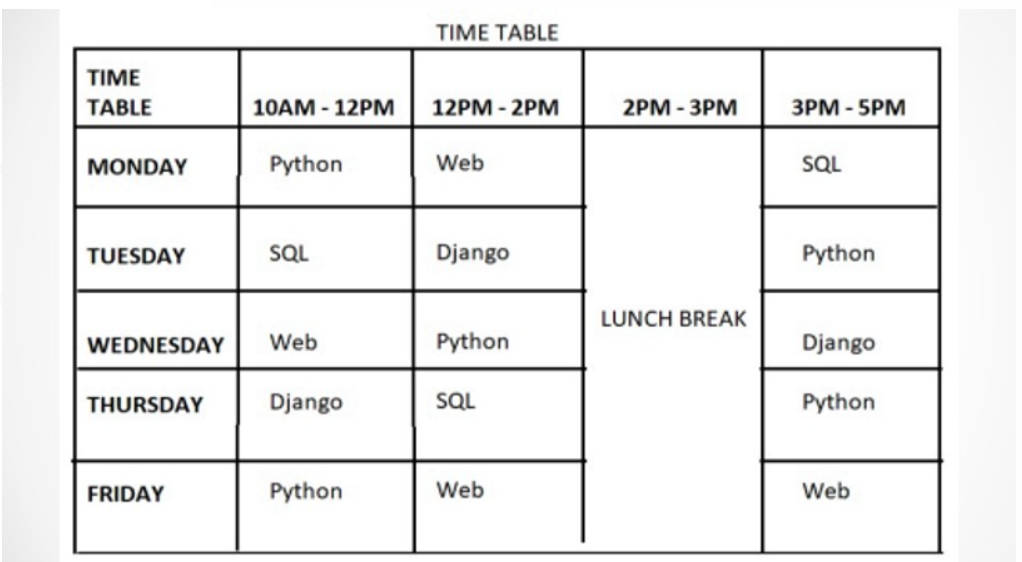 TIME TABLE
TIME
TABLE 10AM - 12PM 12PM - 2PM 2PM - 3PM 3PM - 5PM
MONDAY Python Web SQL
TUESDAY SQL Django Python
LUNCH BREAK
WEDNESDAY Web Python Django
THURSDAY Django SQL Python
FRIDAY Python Web Web